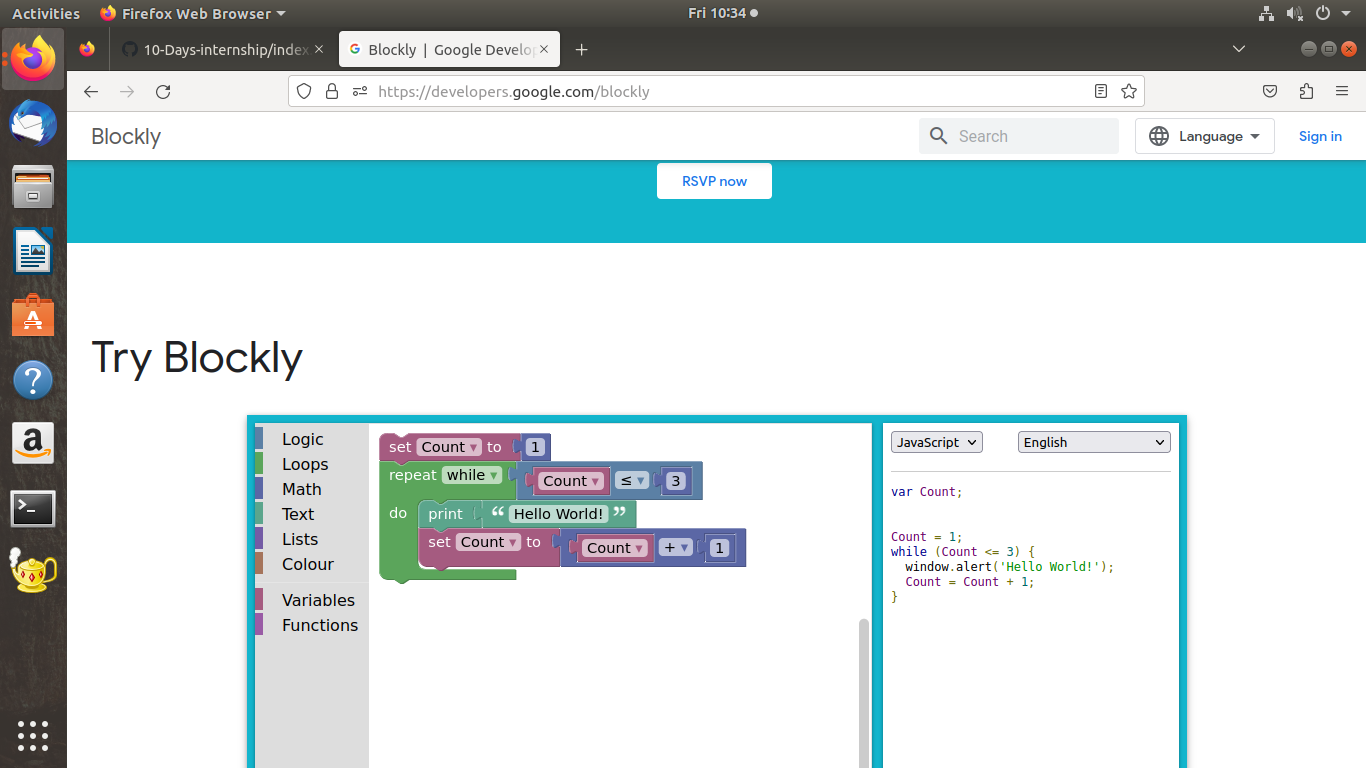 Activities Firefox Web Browser Fri 10:34
10-Days-internship/index Blockly | Google Develop
https://developers.google.com/blockly
Blockly Search Language Sign in
RSVP now
Try Blockly
Logic
Loops
Math
Text
Lists
Colour
Variables
Functions
set Count to 1
repeat while Count ≤ 3
do print “ Hello World! ”
set Count to Count + 1
JavaScript English
var Count;
Count = 1;
while (Count <= 3) {
window.alert('Hello World!');
Count = Count + 1;
}